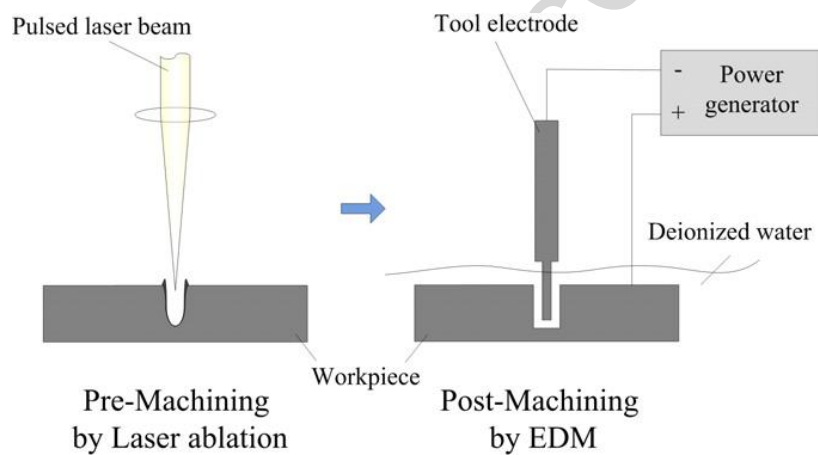 Pulsed laser beam
Tool electrode
- Power
+ generator
Deionized water
Workpiece
Pre-Machining
by Laser ablation
Post-Machining
by EDM